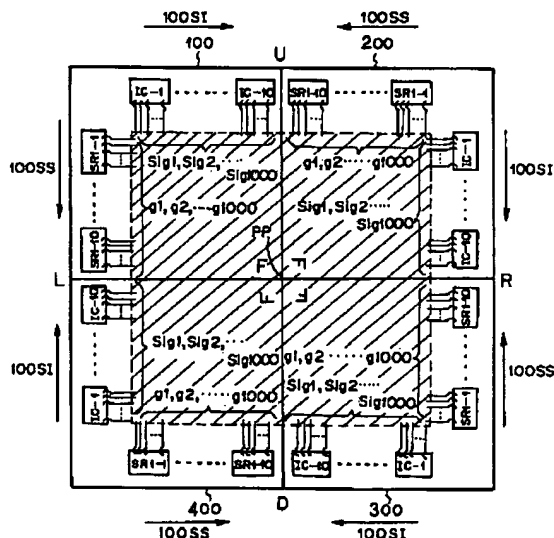 100SI 100SS
100 U 200
IC-1 IC-10 SR1-10 SR1-1
SR1-1 Sig1, Sig2, Sig1000 g1, g2 g1000 IC-1
100SS 100SI
g1, g2, g1000 Sig1, Sig2 Sig1000
PP
SR1-10 F F IC-10
L R
IC-10 F F SR1-10
Sig1, Sig2, Sig1000 g1, g2 g1000
100SI 100SS
IC-1 g1, g2, g1000 Sig1, Sig2 Sig1000 SR1-1
SR1-1 SR1-10 IC-10 IC-1
400 D 300
100SS 100SI